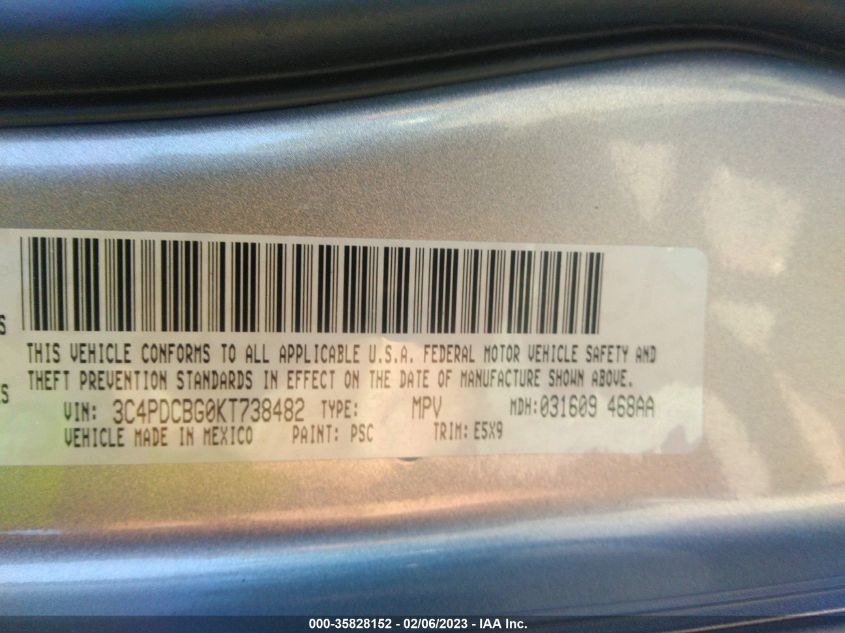 THIS VEHICLE CONFORMS TO ALL APPLICABLE U.S.A. FEDERAL MOTOR VEHICLE SAFETY AND
THEFT PREVENTION STANDARDS IN EFFECT ON THE DATE OF MANUFACTURE SHOWN ABOVE.
VIN: 3C4PDCBG0KT738482 TYPE: MPV MDH:031609 468AA
VEHICLE MADE IN MEXICO PAINT: PSC TRIM: E5X9
000-35828152 - 02/06/2023 - IAA Inc.